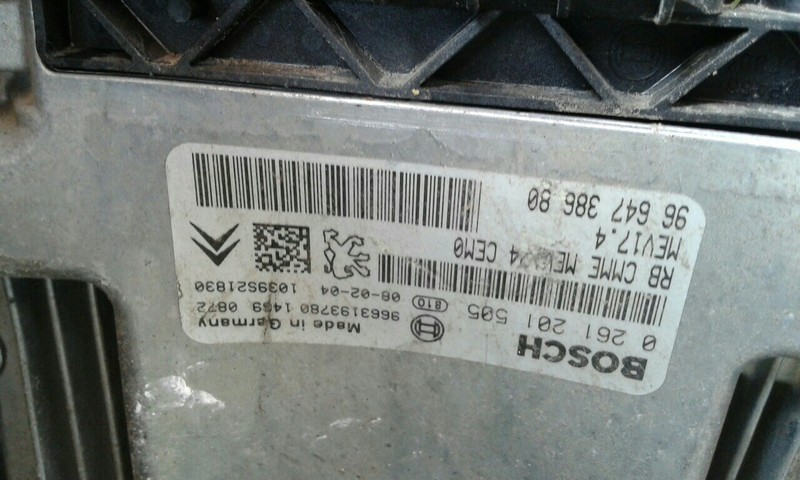 BOSCH
Made in Germany
0 261 201 505
810
9663193780 1469 0872
08-02-04 1039S21830
RB CMME
CEM0
MEV17.4
96 647 386 80